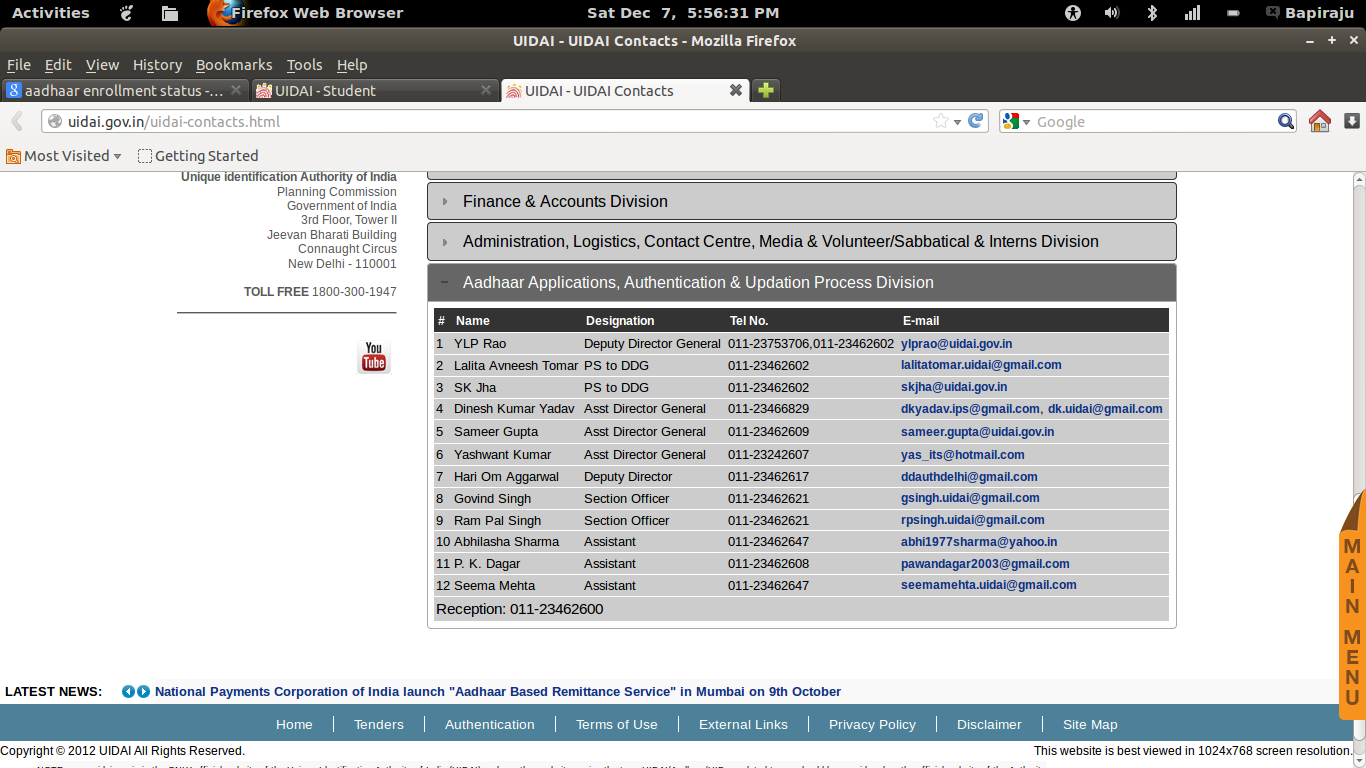 Activities Firefox Web Browser Sat Dec 7, 5:56:31 PM Bapiraju
UIDAI - UIDAI Contacts - Mozilla Firefox
File Edit View History Bookmarks Tools Help
aadhaar enrollment status -... UIDAI - Student UIDAI - UIDAI Contacts
uidai.gov.in/uidai-contacts.html Google
Most Visited Getting Started
Unique identification Authority of India
Planning Commission
Government of India
3rd Floor, Tower II
Jeevan Bharati Building
Connaught Circus
New Delhi - 110001
TOLL FREE 1800-300-1947
You
Tube
Finance & Accounts Division
Administration, Logistics, Contact Centre, Media & Volunteer/Sabbatical & Interns Division
Aadhaar Applications, Authentication & Updation Process Division
# Name Designation Tel No. E-mail
1 YLP Rao Deputy Director General 011-23753706,011-23462602 ylprao@uidai.gov.in
2 Lalita Avneesh Tomar PS to DDG 011-23462602 lalitatomar.uidai@gmail.com
3 SK Jha PS to DDG 011-23462602 skjha@uidai.gov.in
4 Dinesh Kumar Yadav Asst Director General 011-23466829 dkyadav.ips@gmail.com, dk.uidai@gmail.com
5 Sameer Gupta Asst Director General 011-23462609 sameer.gupta@uidai.gov.in
6 Yashwant Kumar Asst Director General 011-23242607 yas_its@hotmail.com
7 Hari Om Aggarwal Deputy Director 011-23462617 ddauthdelhi@gmail.com
8 Govind Singh Section Officer 011-23462621 gsingh.uidai@gmail.com
9 Ram Pal Singh Section Officer 011-23462621 rpsingh.uidai@gmail.com
10 Abhilasha Sharma Assistant 011-23462647 abhi1977sharma@yahoo.in
11 P. K. Dagar Assistant 011-23462608 pawandagar2003@gmail.com
12 Seema Mehta Assistant 011-23462647 seemamehta.uidai@gmail.com
Reception: 011-23462600
MAIN MENU
LATEST NEWS: National Payments Corporation of India launch "Aadhaar Based Remittance Service" in Mumbai on 9th October
Home Tenders Authentication Terms of Use External Links Privacy Policy Disclaimer Site Map
Copyright © 2012 UIDAI All Rights Reserved. This website is best viewed in 1024x768 screen resolution.